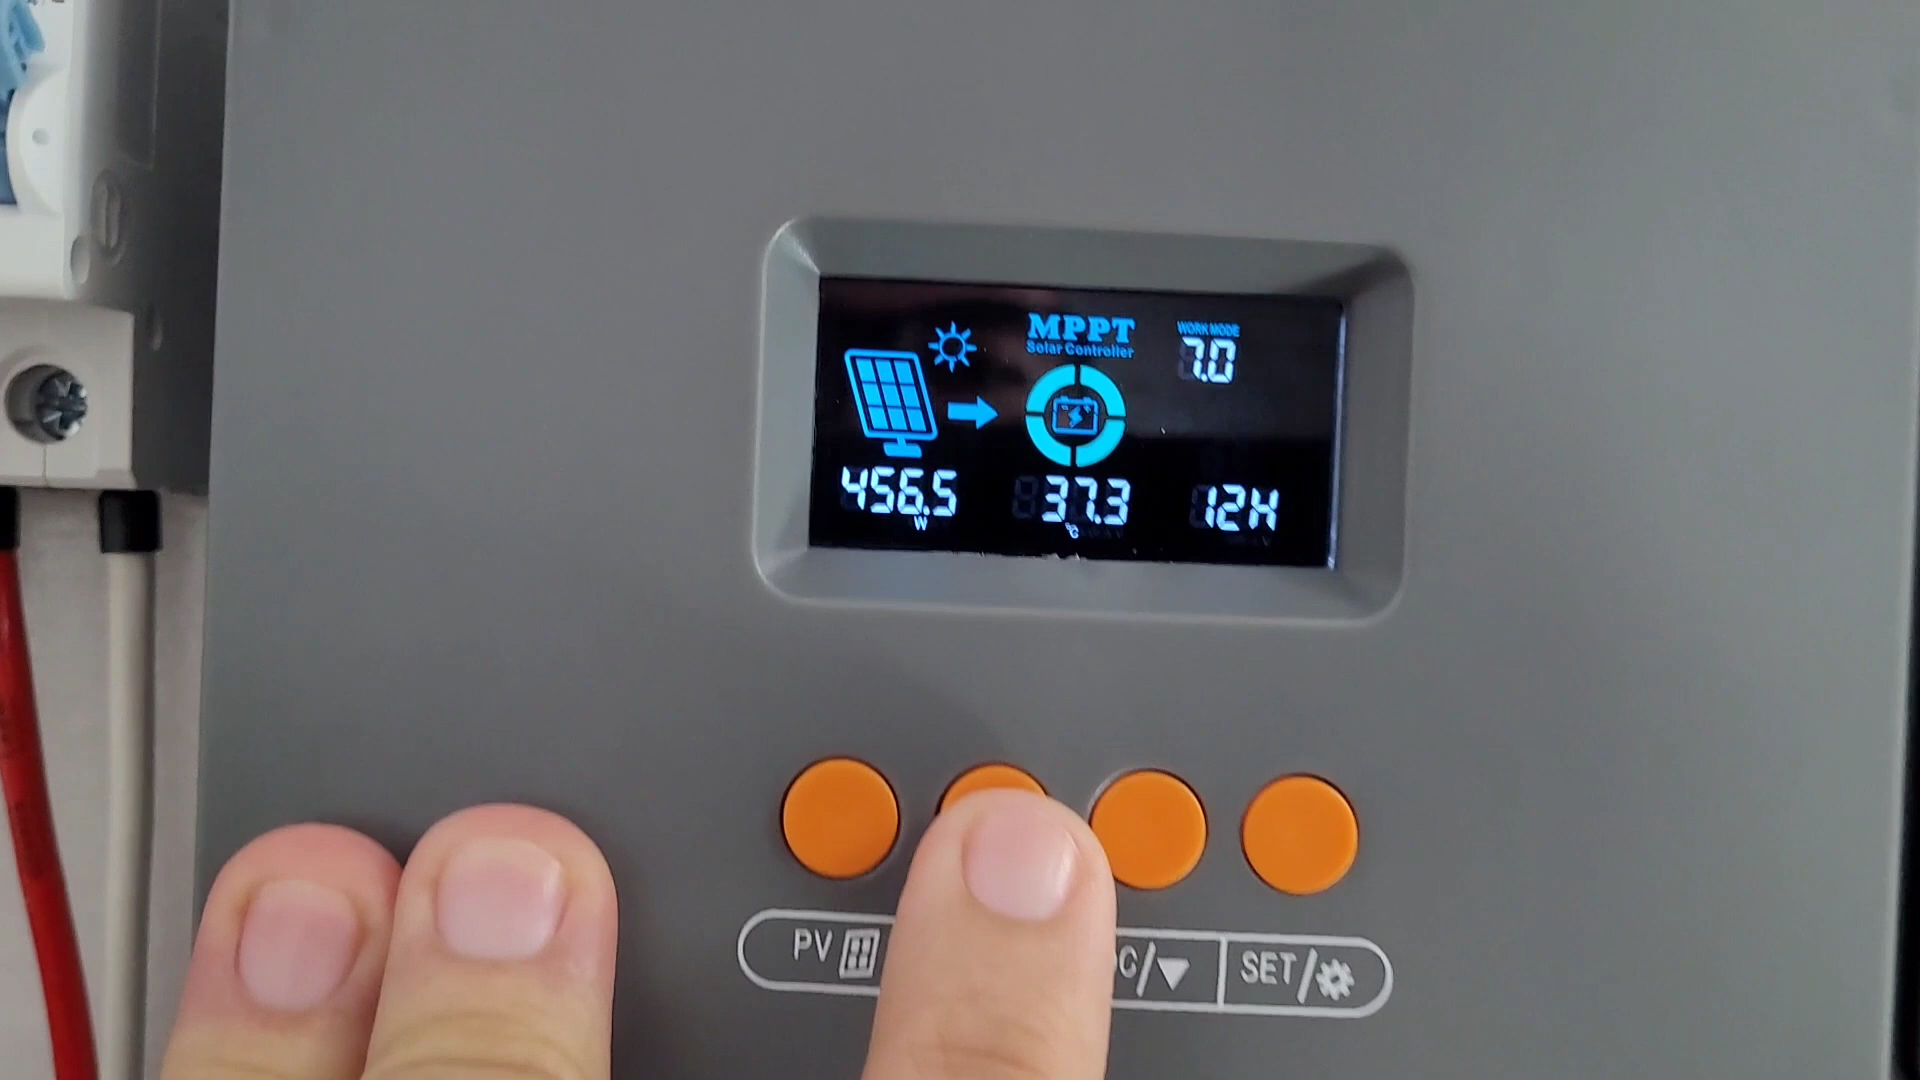 MPPT
Solar Controller
WORK MODE
7.0
456.5
W
37.3
°C
12H
PV
C/▼
SET/